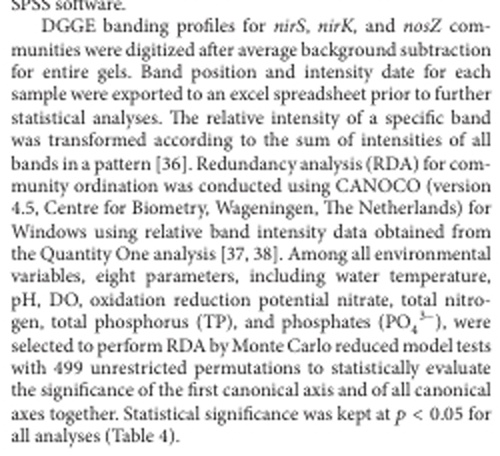 SPSS software.
DGGE banding profiles for nirS, nirK, and nosZ com-
munities were digitized after average background subtraction
for entire gels. Band position and intensity date for each
sample were exported to an excel spreadsheet prior to further
statistical analyses. The relative intensity of a specific band
was transformed according to the sum of intensities of all
bands in a pattern [36]. Redundancy analysis (RDA) for com-
munity ordination was conducted using CANOCO (version
4.5, Centre for Biometry, Wageningen, The Netherlands) for
Windows using relative band intensity data obtained from
the Quantity One analysis [37, 38]. Among all environmental
variables, eight parameters, including water temperature,
pH, DO, oxidation reduction potential nitrate, total nitro-
gen, total phosphorus (TP), and phosphates (PO₄³⁻), were
selected to perform RDA by Monte Carlo reduced model tests
with 499 unrestricted permutations to statistically evaluate
the significance of the first canonical axis and of all canonical
axes together. Statistical significance was kept at p < 0.05 for
all analyses (Table 4).